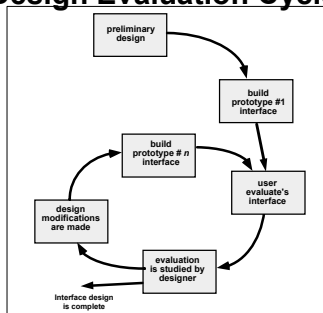 Design Evaluation Cycle
preliminary
design
build
prototype #1
interface
build
prototype # n
interface
user
evaluate's
interface
design
modifications
are made
evaluation
is studied by
designer
Interface design
is complete